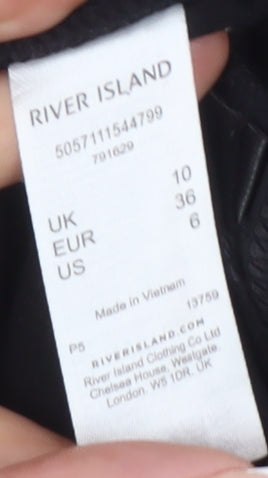 RIVER ISLAND
5057111544799
791629
UK 10
EUR 36
US 6
Made in Vietnam
P5 13759
RIVERISLAND.COM
River Island Clothing Co Ltd
Chelsea House, Westgate,
London. W5 1DR. UK